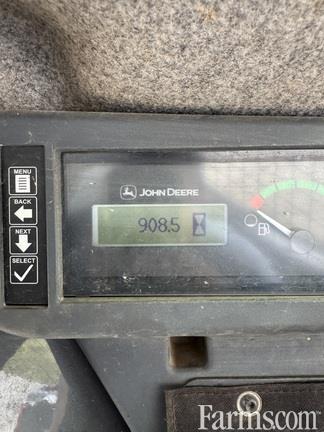 MENU
BACK
NEXT
SELECT
JOHN DEERE
908.5
Farms.com